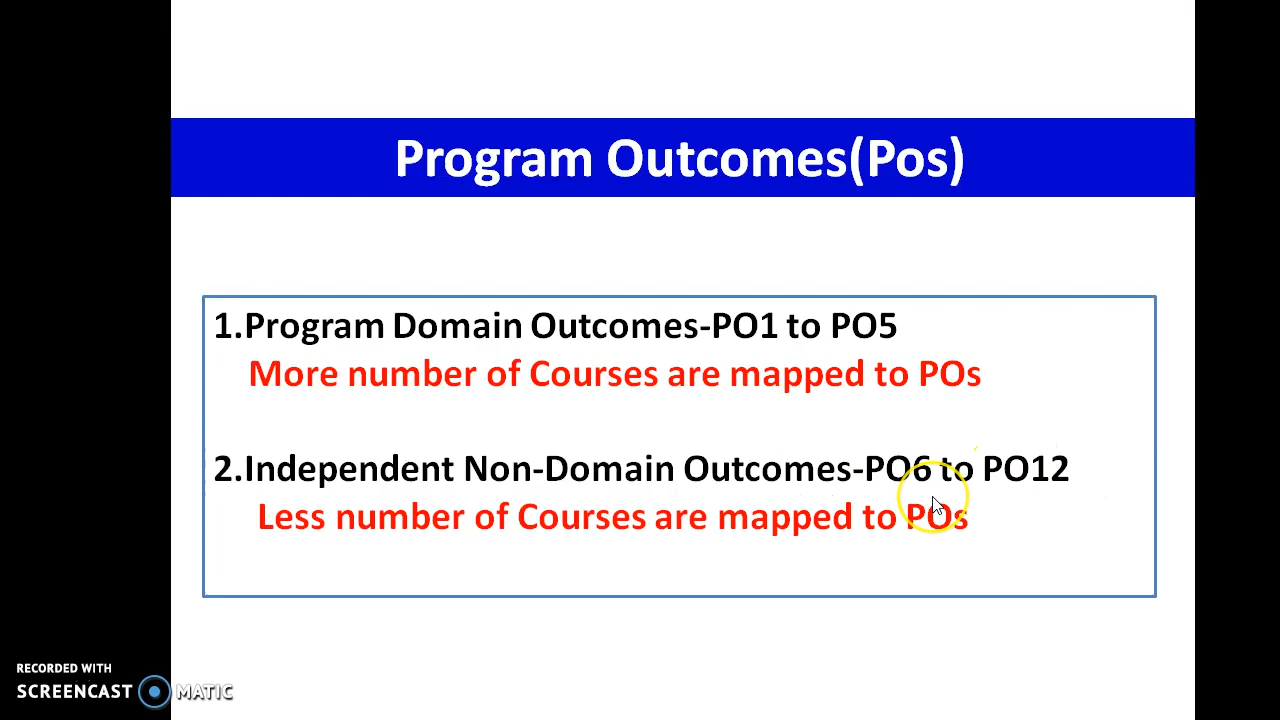 Program Outcomes(Pos)
1.Program Domain Outcomes-PO1 to PO5
More number of Courses are mapped to POs
2.Independent Non-Domain Outcomes-PO6 to PO12
Less number of Courses are mapped to POs
RECORDED WITH
SCREENCAST MATIC